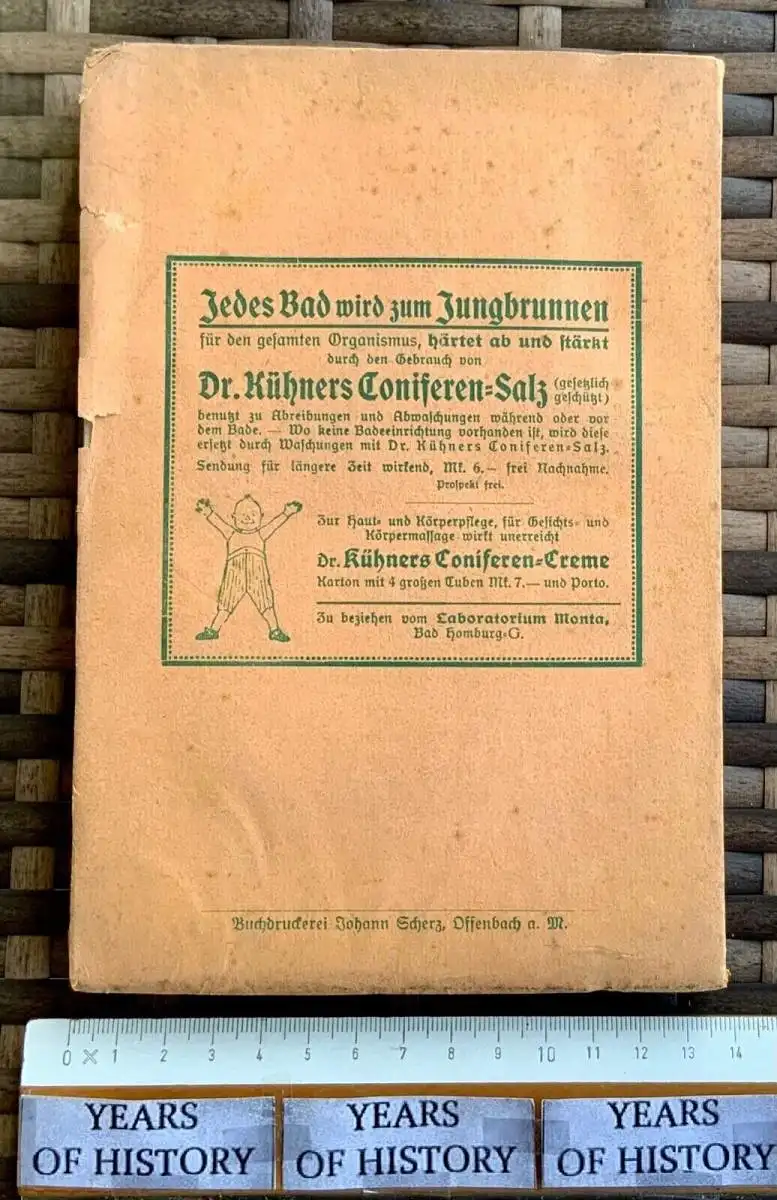 Jedes Bad wird zum Jungbrunnen
für den gesamten Organismus, härtet ab und stärkt
durch den Gebrauch von
Dr. Kühners Coniferen=Salz (gesetzlich geschützt)
benutzt zu Abreibungen und Abwaschungen während oder vor
dem Bade. — Wo keine Badeeinrichtung vorhanden ist, wird diese
ersetzt durch Waschungen mit Dr. Kühners Coniferen=Salz.
Sendung für längere Zeit wirkend, Mk. 6.— frei Nachnahme.
Prospekt frei.
Zur Haut= und Körperpflege, für Gesichts= und
Körpermassage wirkt unerreicht
Dr. Kühners Coniferen=Creme
Karton mit 4 großen Tuben Mk. 7.— und Porto.
Zu beziehen vom Laboratorium Monta,
Bad Homburg=G.
Buchdruckerei Johann Scherz, Offenbach a. M.
0 1 2 3 4 5 6 7 8 9 10 11 12 13 14
YEARS OF HISTORY
YEARS OF HISTORY
YEARS OF HISTORY